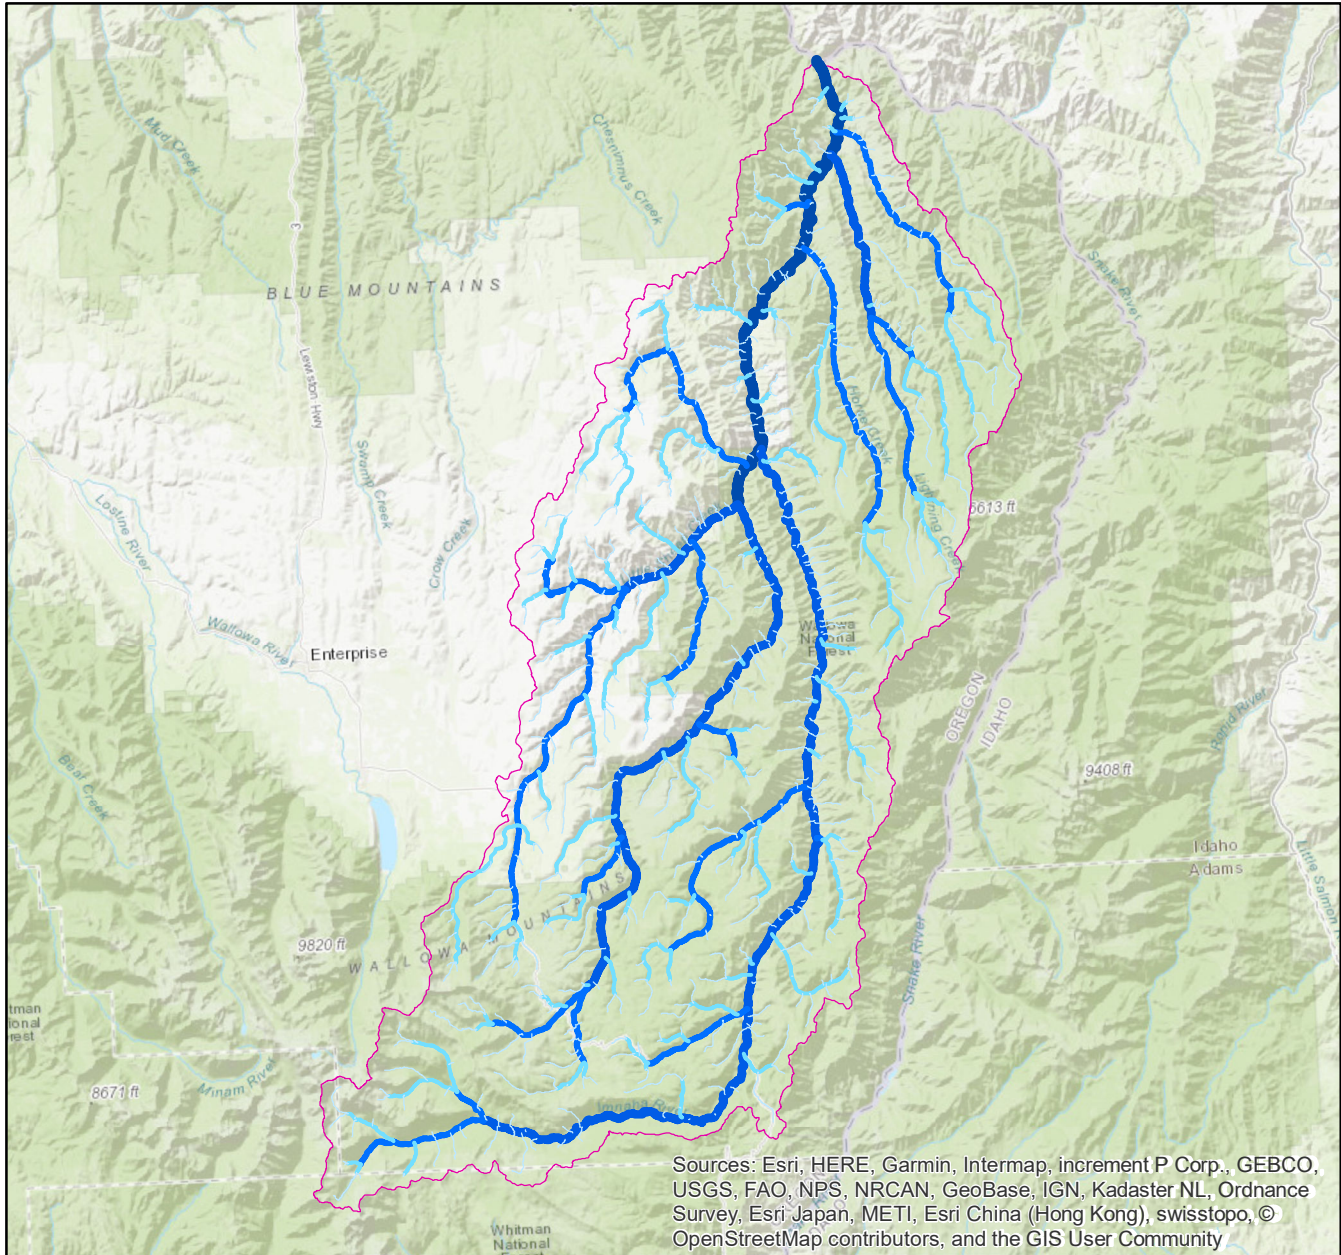 Mud Creek
Chesnimnus Creek
3
BLUE MOUNTAINS
Snake River
Lewiston Hwy
Swamp Creek
Crow Creek
Lostine River
Lightning Creek
6613 ft
Wallowa River
Enterprise
Wallowa
National
Forest
OREGON
IDAHO
Rapid River
9408 ft
Bear Creek
Idaho
Adams
Little Salmon
WALLOWA MOUNTAINS
9820 ft
Snake River
tman
ional
rest
Minam River
8671 ft
Imnaha River
Whitman
National
Sources: Esri, HERE, Garmin, Intermap, increment P Corp., GEBCO,
USGS, FAO, NPS, NRCAN, GeoBase, IGN, Kadaster NL, Ordnance
Survey, Esri Japan, METI, Esri China (Hong Kong), swisstopo, ©
OpenStreetMap contributors, and the GIS User Community